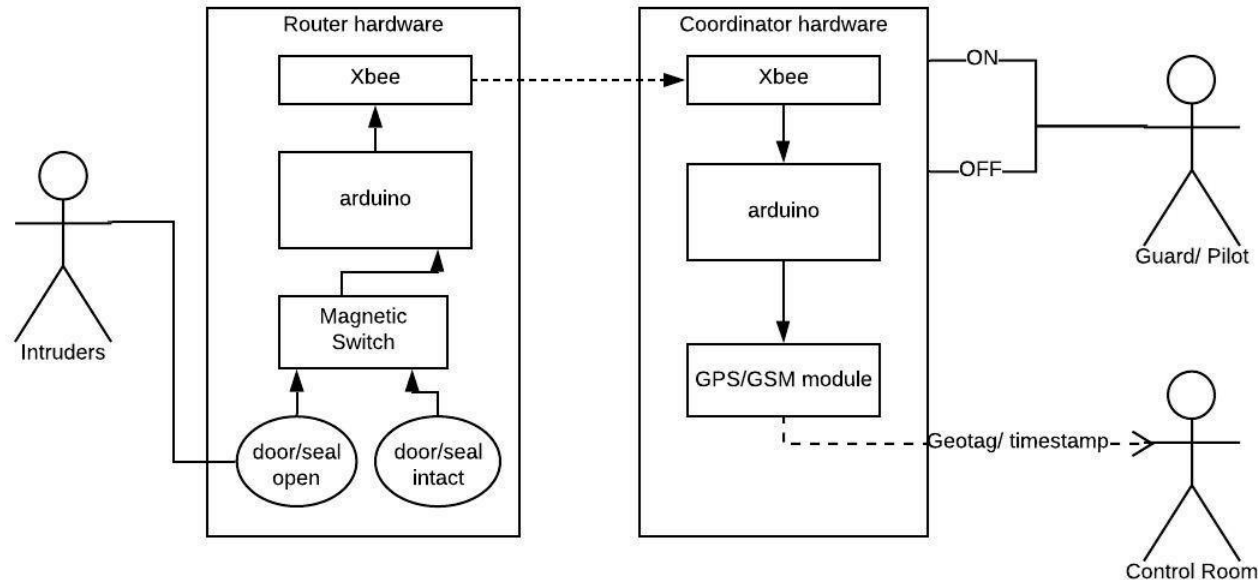 Router hardware
Xbee
arduino
Magnetic
Switch
door/seal
open
door/seal
intact
Intruders
Coordinator hardware
Xbee
arduino
GPS/GSM module
ON
OFF
Guard/ Pilot
Geotag/ timestamp
Control Room